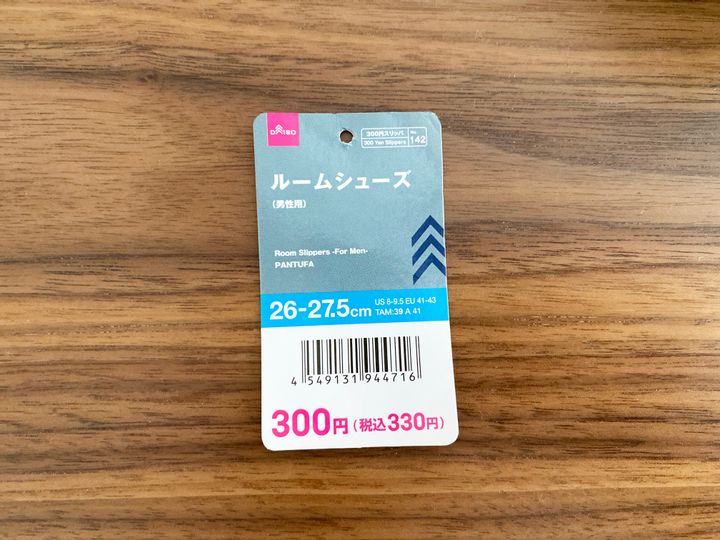 DAISO
300円スリッパ
300 Yen Slippers
No.
142
ルームシューズ
(男性用)
Room Slippers -For Men-
PANTUFA
26-27.5cm
US 8-9.5 EU 41-43
TAM:39 A 41
4 549131 944716
300円(税込330円)